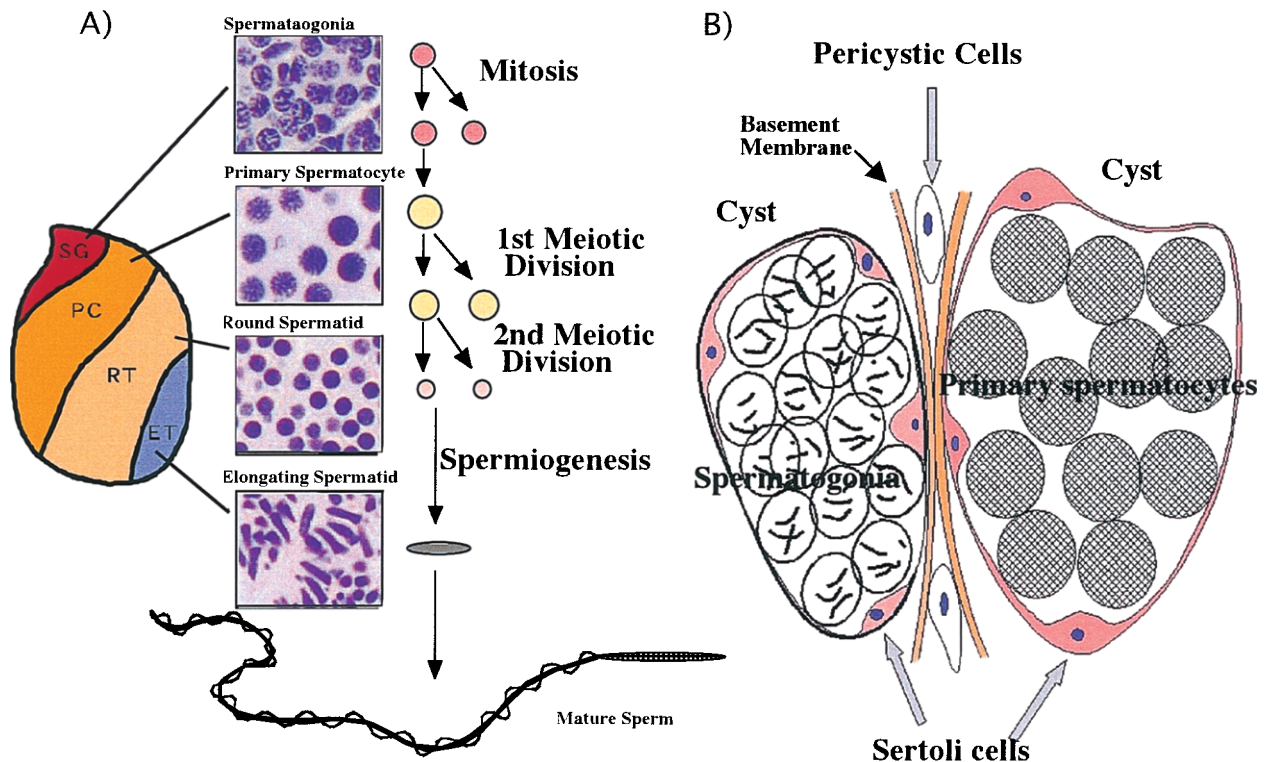 A)
Spermataogonia
Mitosis
Primary Spermatocyte
SG
PC
RT
ET
1st Meiotic
Division
Round Spermatid
2nd Meiotic
Division
Elongating Spermatid
Spermiogenesis
Mature Sperm
B)
Pericystic Cells
Basement
Membrane
Cyst
Cyst
Primary spermatocytes
Spermatogonia
Sertoli cells